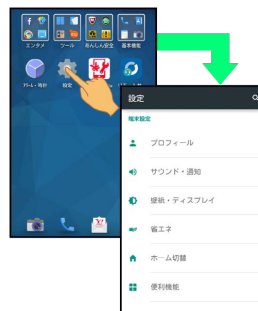 エンタメ ツール あんしん安全 基本機能
アラーム・時計 設定
設定
端末設定
プロフィール
サウンド・通知
壁紙・ディスプレイ
省エネ
ホーム切替
便利機能